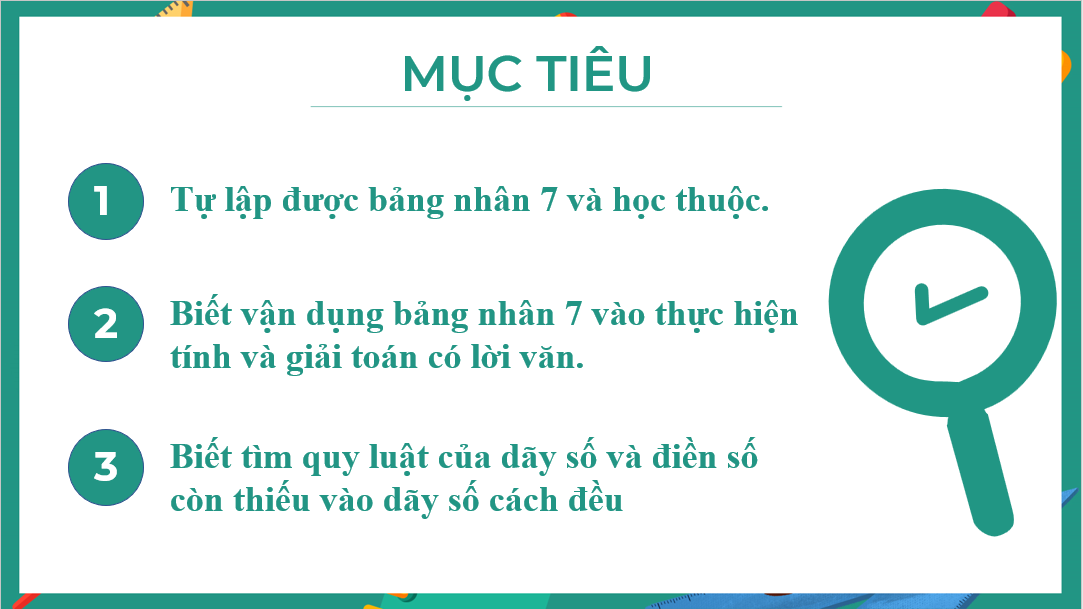 MỤC TIÊU
1
Tự lập được bảng nhân 7 và học thuộc.
2
Biết vận dụng bảng nhân 7 vào thực hiện
tính và giải toán có lời văn.
3
Biết tìm quy luật của dãy số và điền số
còn thiếu vào dãy số cách đều